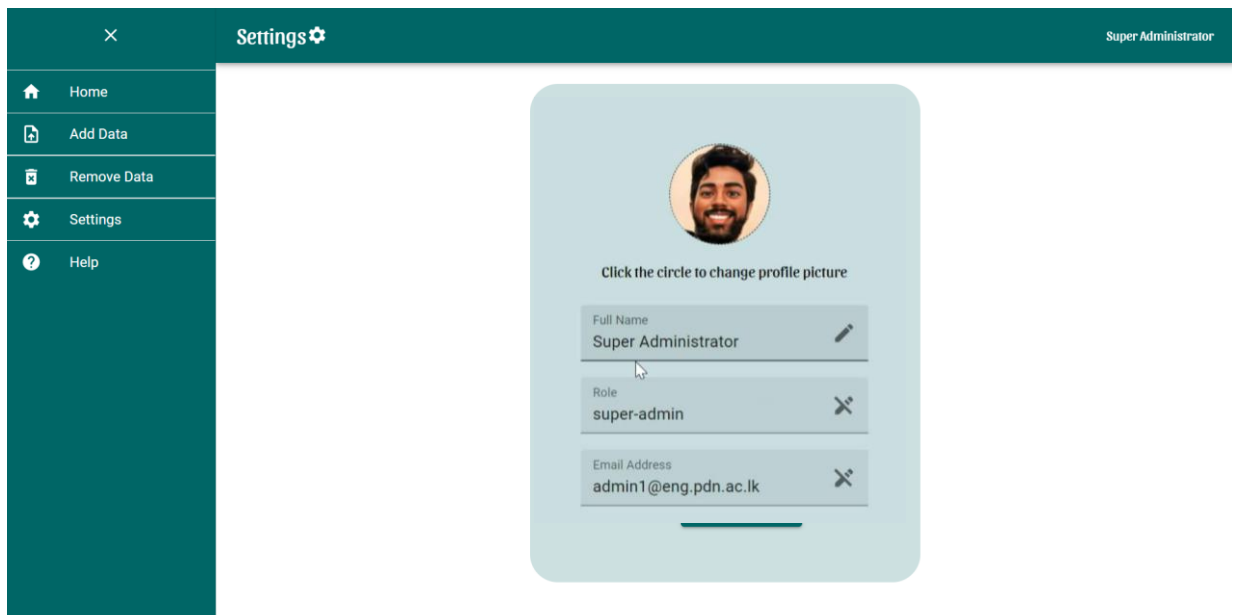 Settings
Super Administrator
Home
Add Data
Remove Data
Settings
Help
Click the circle to change profile picture
Full Name
Super Administrator
Role
super-admin
Email Address
admin1@eng.pdn.ac.lk